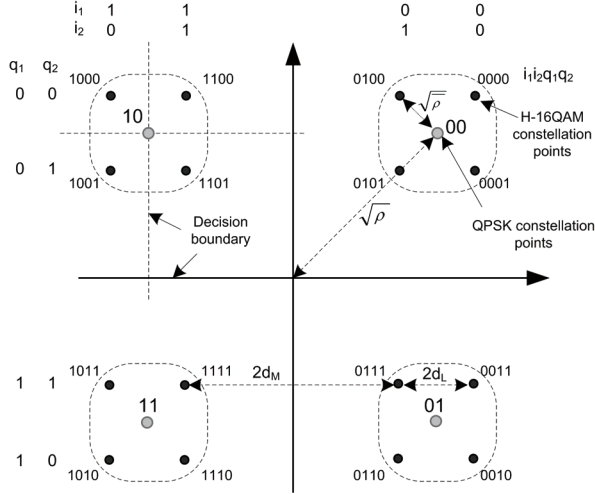 i₁ 1 1 0 0
i₂ 0 1 1 0
q₁ q₂ 1000 1100 0100 0000 i₁i₂q₁q₂
0 0
10 √ρ̄ 00
H-16QAM
constellation
points
0 1
1001 1101 0101 0001
Decision
boundary
√ρ
QPSK constellation
points
1011 1111 0111 0011
1 1 2d_M 2d_L
11 01
1 0
1010 1110 0110 0010